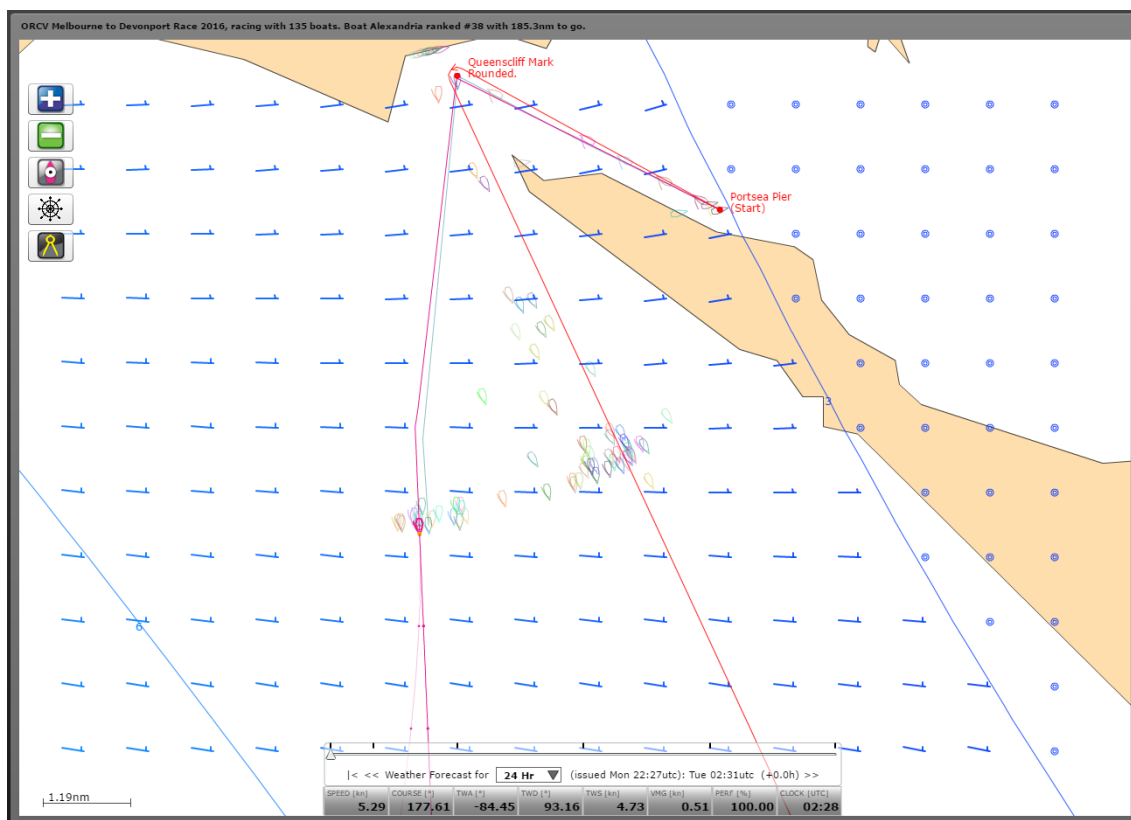 ORCV Melbourne to Devonport Race 2016, racing with 135 boats. Boat Alexandria ranked #38 with 185.3nm to go.
Queenscliff Mark
Rounded.
Portsea Pier
(Start)
3
6
1.19nm
|< << Weather Forecast for 24 Hr (issued Mon 22:27utc): Tue 02:31utc (+0.0h) >>
SPEED [kn] COURSE [°] TWA [°] TWD [°] TWS [kn] VMG [kn] PERF [%] CLOCK [UTC]
5.29 177.61 -84.45 93.16 4.73 0.51 100.00 02:28